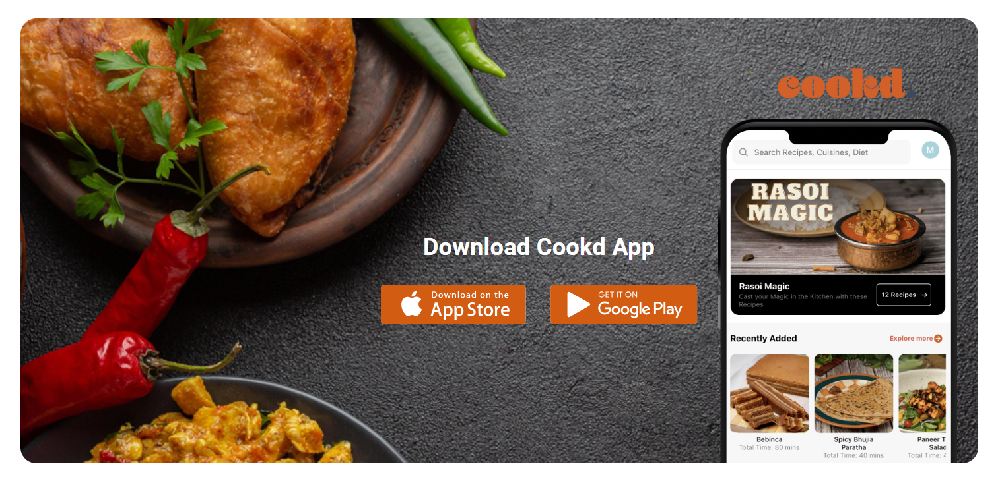 cookd.
Search Recipes, Cuisines, Diet
M
RASOI
MAGIC
Download Cookd App
Download on the
App Store
GET IT ON
Google Play
Rasoi Magic
Cast your Magic in the Kitchen with these
Recipes
12 Recipes
Recently Added
Explore more
Bebinca
Total Time: 80 mins
Spicy Bhujia
Paratha
Total Time: 40 mins
Paneer T
Salad
Total Time: